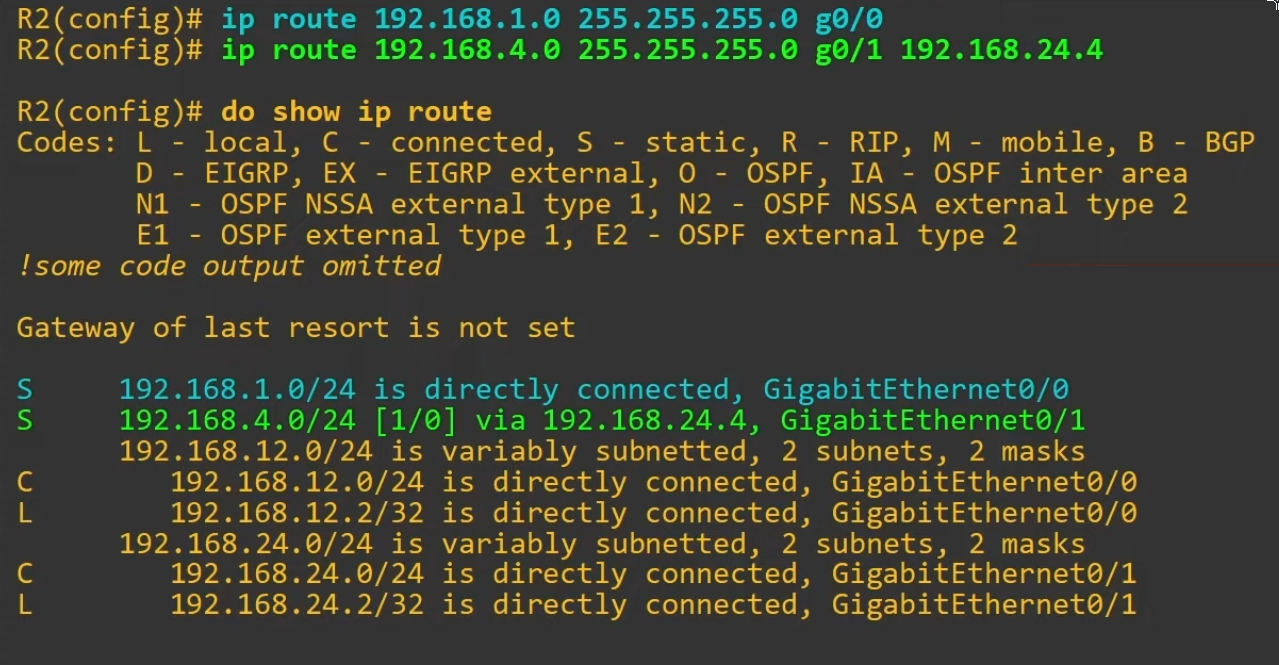 R2(config)# ip route 192.168.1.0 255.255.255.0 g0/0
R2(config)# ip route 192.168.4.0 255.255.255.0 g0/1 192.168.24.4
R2(config)# do show ip route
Codes: L - local, C - connected, S - static, R - RIP, M - mobile, B - BGP
       D - EIGRP, EX - EIGRP external, O - OSPF, IA - OSPF inter area
       N1 - OSPF NSSA external type 1, N2 - OSPF NSSA external type 2
       E1 - OSPF external type 1, E2 - OSPF external type 2
!some code output omitted
Gateway of last resort is not set
S     192.168.1.0/24 is directly connected, GigabitEthernet0/0
S     192.168.4.0/24 [1/0] via 192.168.24.4, GigabitEthernet0/1
      192.168.12.0/24 is variably subnetted, 2 subnets, 2 masks
C        192.168.12.0/24 is directly connected, GigabitEthernet0/0
L        192.168.12.2/32 is directly connected, GigabitEthernet0/0
      192.168.24.0/24 is variably subnetted, 2 subnets, 2 masks
C        192.168.24.0/24 is directly connected, GigabitEthernet0/1
L        192.168.24.2/32 is directly connected, GigabitEthernet0/1